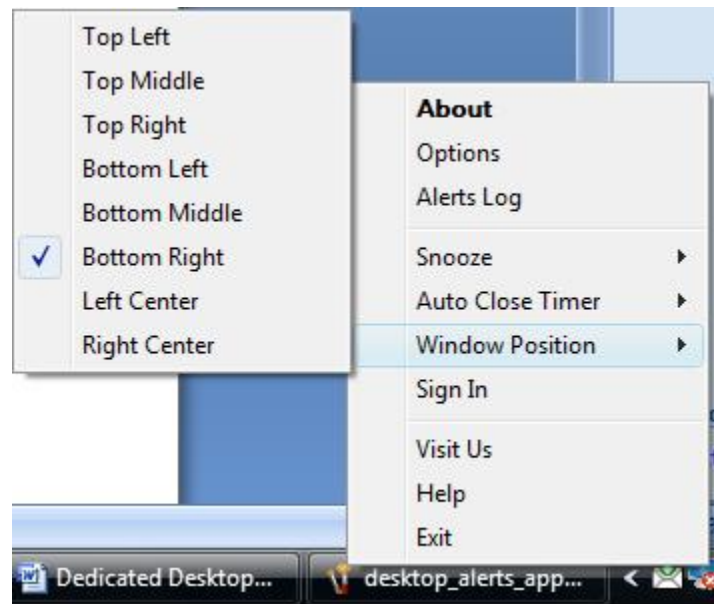 Top Left
Top Middle
Top Right
Bottom Left
Bottom Middle
Bottom Right
Left Center
Right Center
About
Options
Alerts Log
Snooze
Auto Close Timer
Window Position
Sign In
Visit Us
Help
Exit
Dedicated Desktop...
desktop_alerts_app...